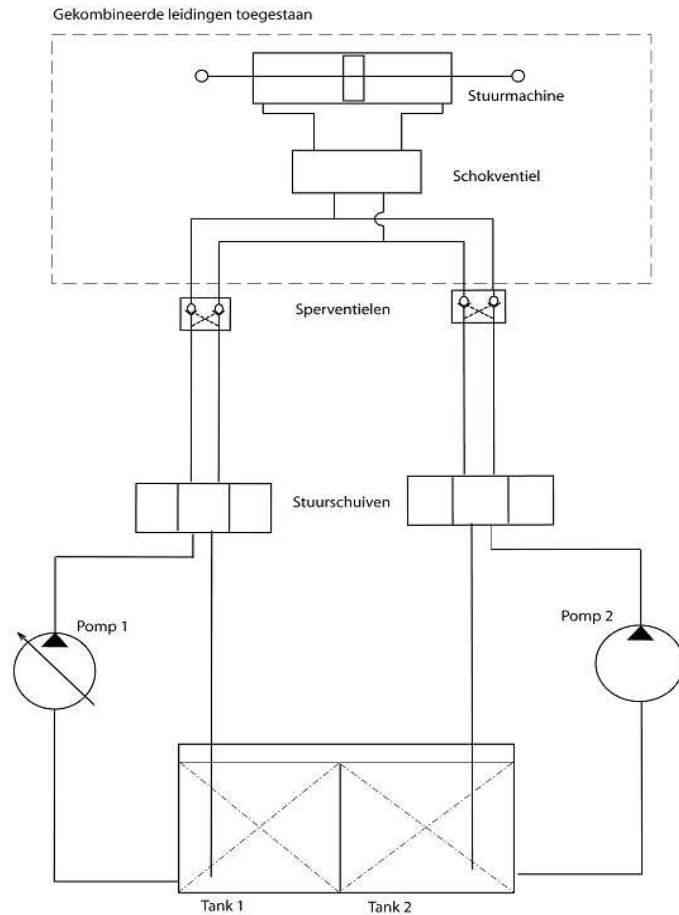 Gekombineerde leidingen toegestaan
Stuurmachine
Schokventiel
Sperventielen
Stuurschuiven
Pomp 1
Pomp 2
Tank 1
Tank 2